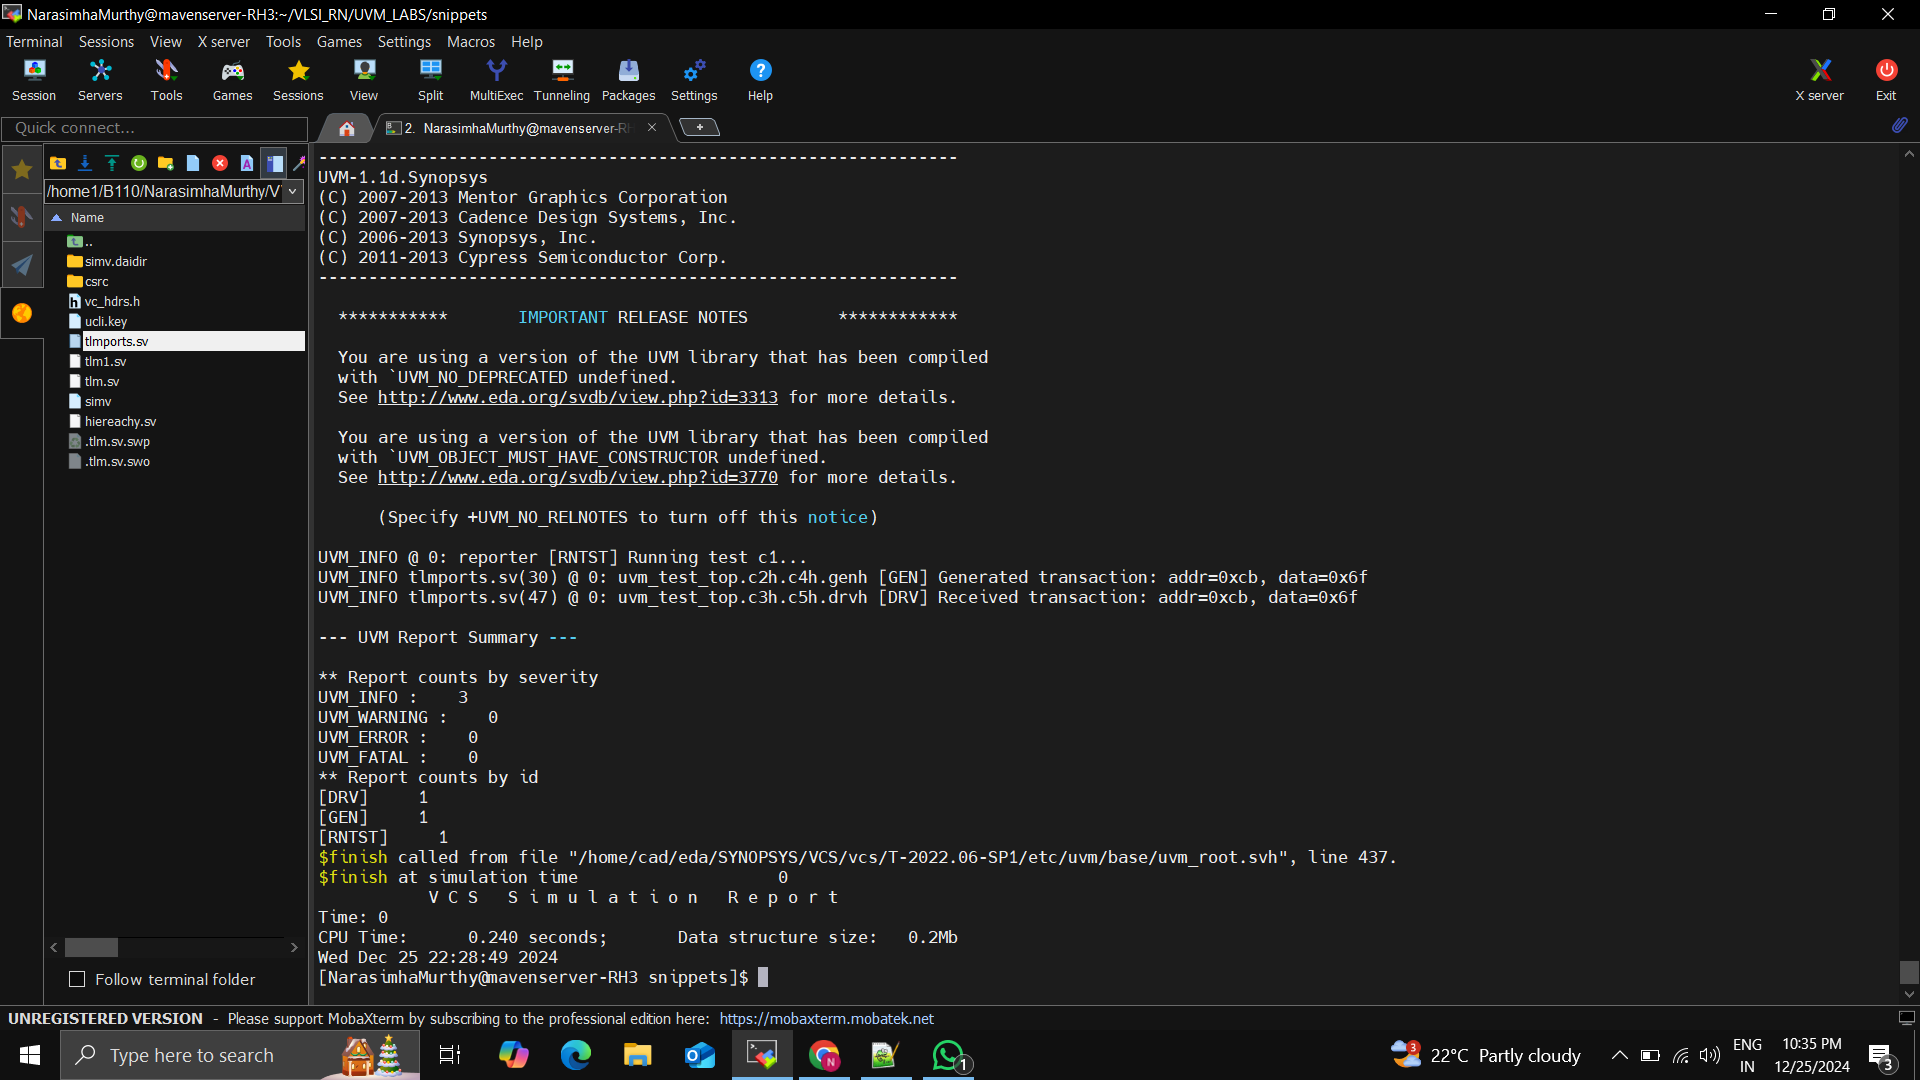 NarasimhaMurthy@mavenserver-RH3:~/VLSI_RN/UVM_LABS/snippets
Terminal Sessions View X server Tools Games Settings Macros Help
Session Servers Tools Games Sessions View Split MultiExec Tunneling Packages Settings Help X server Exit
Quick connect...
2. NarasimhaMurthy@mavenserver-RH
/home1/B110/NarasimhaMurthy/V
Name
..
simv.daidir
csrc
vc_hdrs.h
ucli.key
tlmports.sv
tlm1.sv
tlm.sv
simv
hiereachy.sv
.tlm.sv.swp
.tlm.sv.swo
Follow terminal folder
----------------------------------------------------------------
UVM-1.1d.Synopsys
(C) 2007-2013 Mentor Graphics Corporation
(C) 2007-2013 Cadence Design Systems, Inc.
(C) 2006-2013 Synopsys, Inc.
(C) 2011-2013 Cypress Semiconductor Corp.
----------------------------------------------------------------
*********** IMPORTANT RELEASE NOTES ************
You are using a version of the UVM library that has been compiled
with `UVM_NO_DEPRECATED undefined.
See http://www.eda.org/svdb/view.php?id=3313 for more details.
You are using a version of the UVM library that has been compiled
with `UVM_OBJECT_MUST_HAVE_CONSTRUCTOR undefined.
See http://www.eda.org/svdb/view.php?id=3770 for more details.
(Specify +UVM_NO_RELNOTES to turn off this notice)
UVM_INFO @ 0: reporter [RNTST] Running test c1...
UVM_INFO tlmports.sv(30) @ 0: uvm_test_top.c2h.c4h.genh [GEN] Generated transaction: addr=0xcb, data=0x6f
UVM_INFO tlmports.sv(47) @ 0: uvm_test_top.c3h.c5h.drvh [DRV] Received transaction: addr=0xcb, data=0x6f
--- UVM Report Summary ---
** Report counts by severity
UVM_INFO : 3
UVM_WARNING : 0
UVM_ERROR : 0
UVM_FATAL : 0
** Report counts by id
[DRV] 1
[GEN] 1
[RNTST] 1
$finish called from file "/home/cad/eda/SYNOPSYS/VCS/vcs/T-2022.06-SP1/etc/uvm/base/uvm_root.svh", line 437.
$finish at simulation time 0
V C S S i m u l a t i o n R e p o r t
Time: 0
CPU Time: 0.240 seconds; Data structure size: 0.2Mb
Wed Dec 25 22:28:49 2024
[NarasimhaMurthy@mavenserver-RH3 snippets]$
UNREGISTERED VERSION - Please support MobaXterm by subscribing to the professional edition here: https://mobaxterm.mobatek.net
Type here to search
3 22°C Partly cloudy
1
ENG
IN
10:35 PM
12/25/2024
3